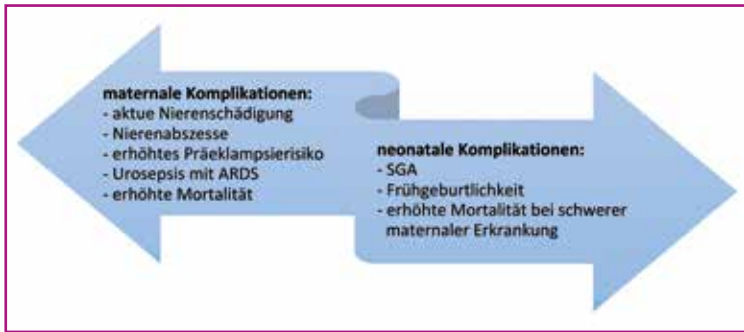 maternale Komplikationen:
- aktue Nierenschädigung
- Nierenabszesse
- erhöhtes Präeklampsierisiko
- Urosepsis mit ARDS
- erhöhte Mortalität
neonatale Komplikationen:
- SGA
- Frühgeburtlichkeit
- erhöhte Mortalität bei schwerer
maternaler Erkrankung